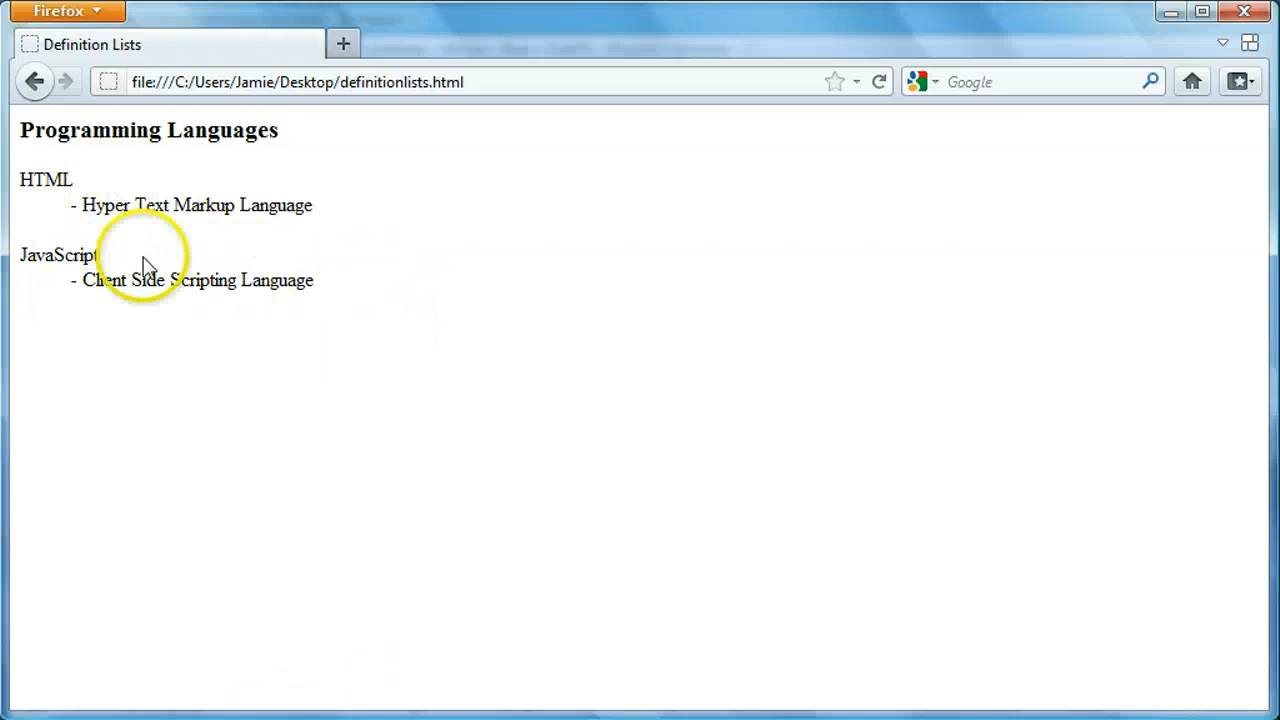 Firefox
Definition Lists
file:///C:/Users/Jamie/Desktop/definitionlists.html
Google
Programming Languages
HTML
- Hyper Text Markup Language
JavaScript
- Client Side Scripting Language